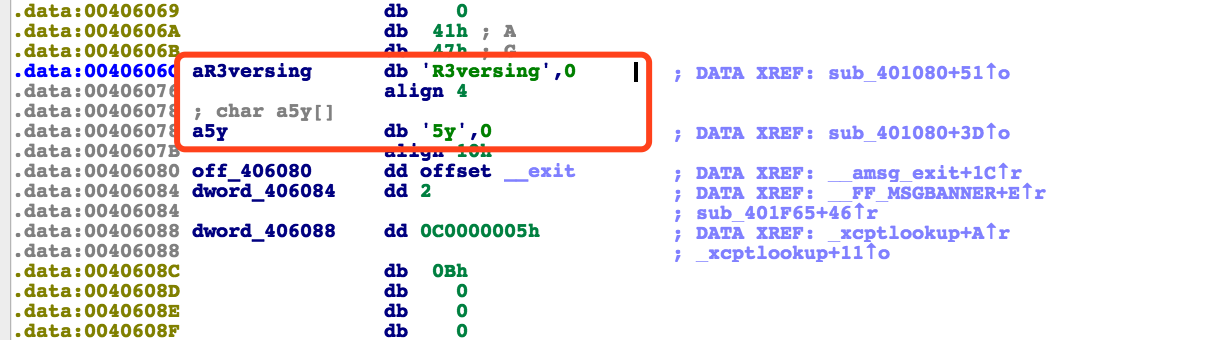 .data:00406069 db 0
.data:0040606A db 41h ; A
.data:0040606B db 47h ; G
.data:0040606C aR3versing db 'R3versing',0 ; DATA XREF: sub_401080+51↑o
.data:00406076 align 4
.data:00406078 ; char a5y[]
.data:00406078 a5y db '5y',0 ; DATA XREF: sub_401080+3D↑o
.data:0040607B align 10h
.data:00406080 off_406080 dd offset __exit ; DATA XREF: __amsg_exit+1C↑r
.data:00406084 dword_406084 dd 2 ; DATA XREF: __FF_MSGBANNER+E↑r
.data:00406084 ; sub_401F65+46↑r
.data:00406088 dword_406088 dd 0C0000005h ; DATA XREF: _xcptlookup+A↑r
.data:00406088 ; _xcptlookup+11↑o
.data:0040608C db 0Bh
.data:0040608D db 0
.data:0040608E db 0
.data:0040608F db 0